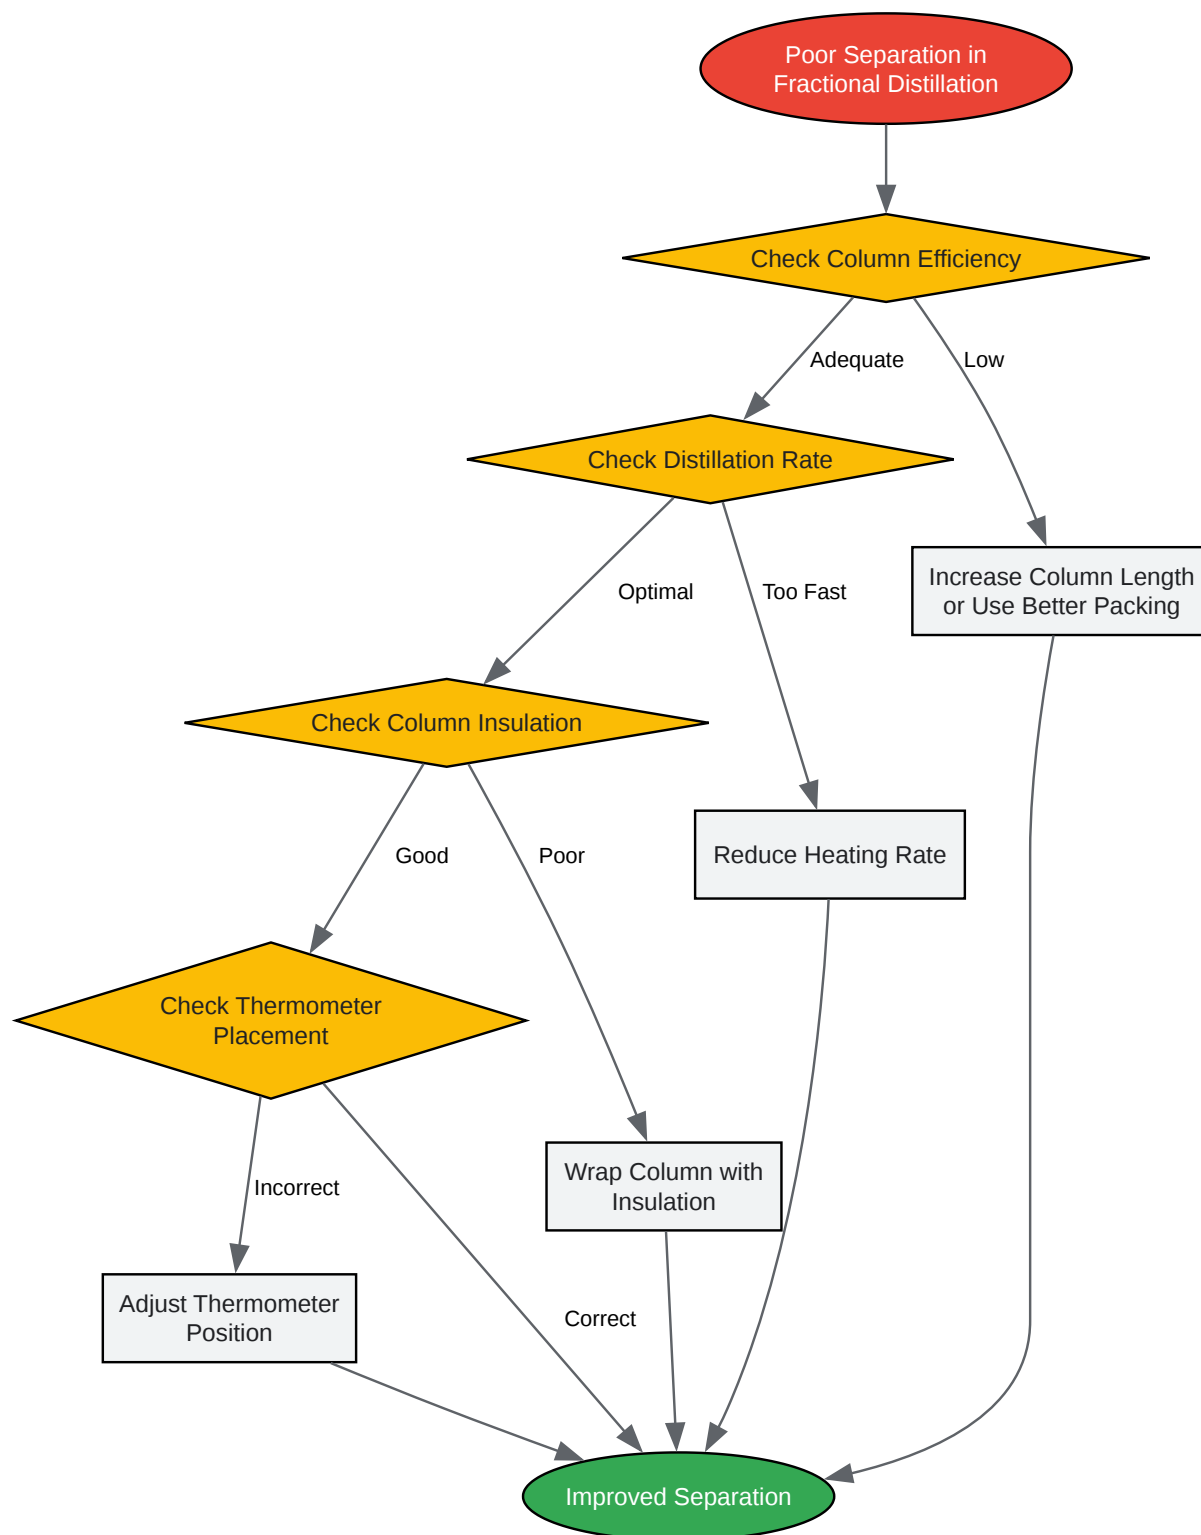 Poor Separation in
Fractional Distillation
Check Column Efficiency
Adequate
Low
Check Distillation Rate
Optimal
Too Fast
Increase Column Length
or Use Better Packing
Check Column Insulation
Good
Poor
Reduce Heating Rate
Check Thermometer
Placement
Incorrect
Wrap Column with
Insulation
Adjust Thermometer
Position
Correct
Improved Separation